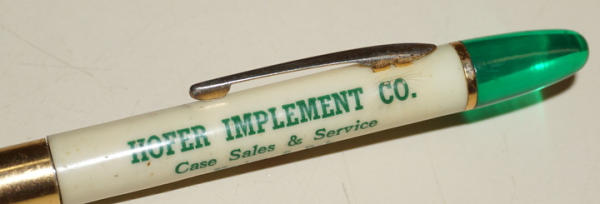 HOFER IMPLEMENT CO.
Case Sales & Service